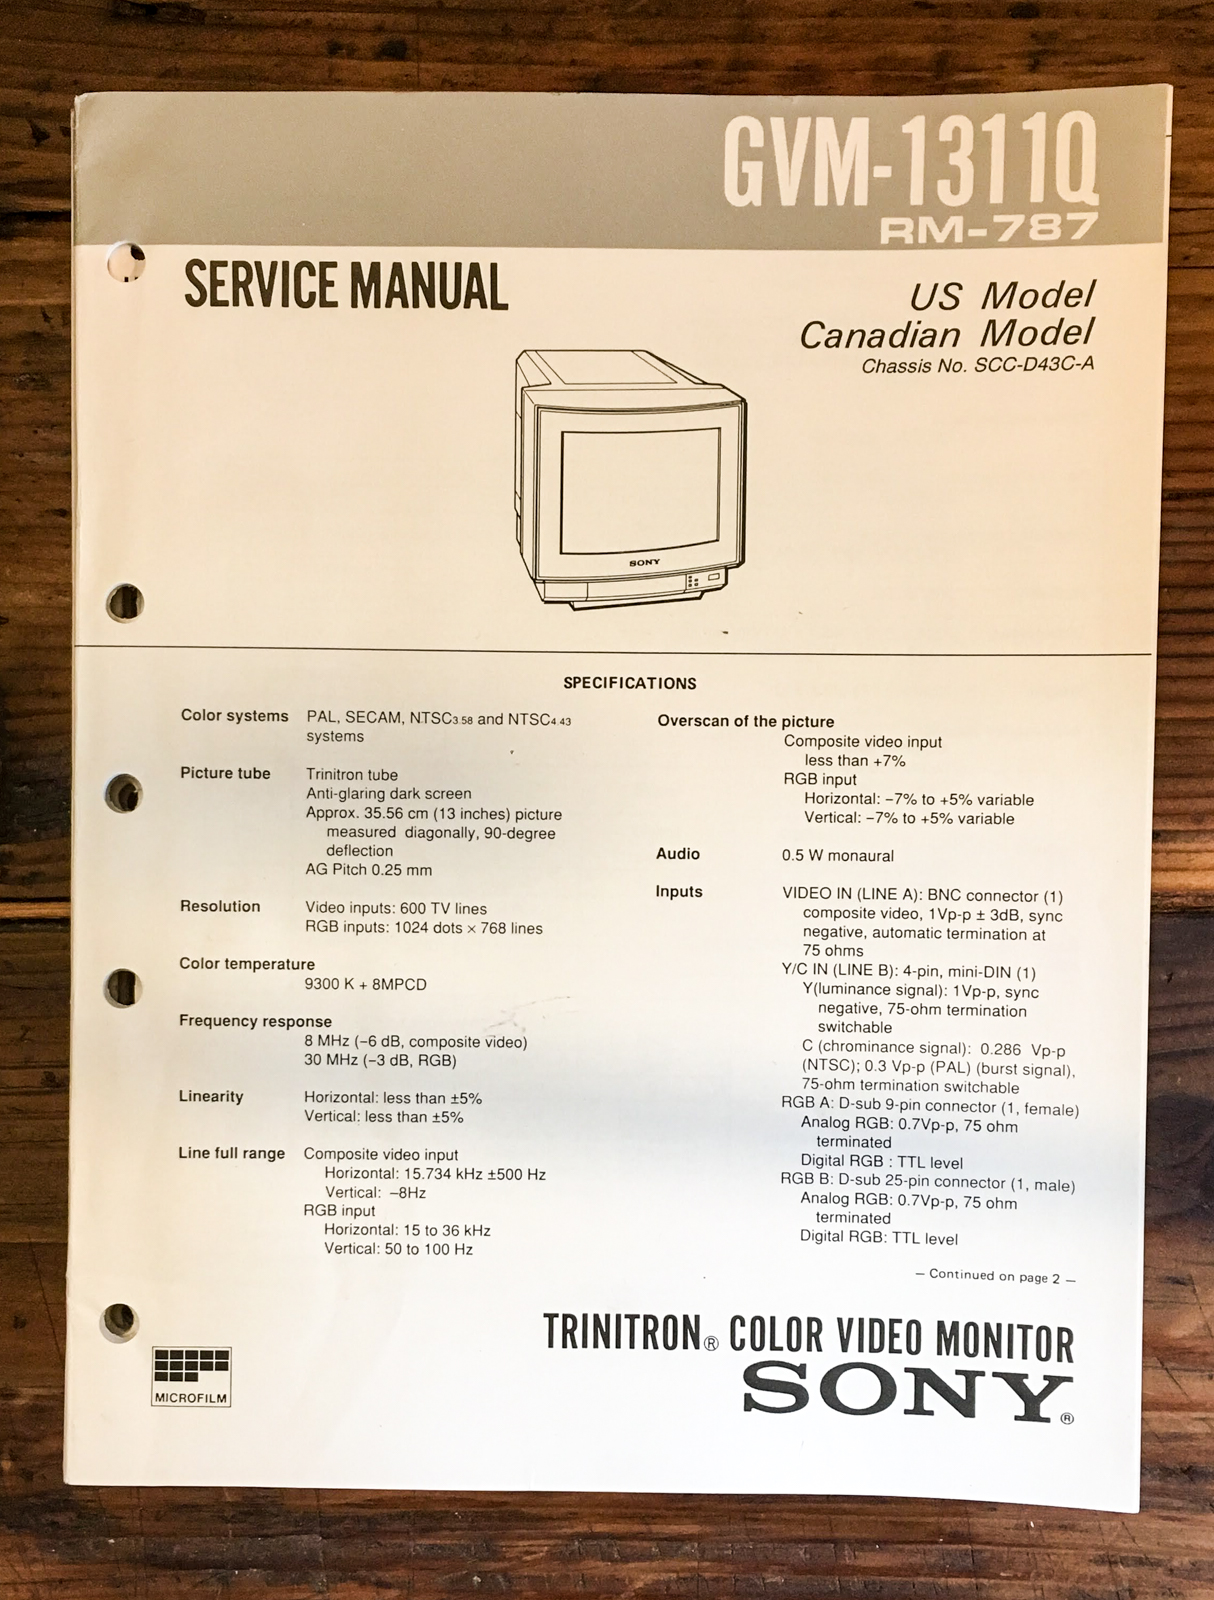 GVM-1311Q
RM-787
SERVICE MANUAL
US Model
Canadian Model
Chassis No. SCC-D43C-A
SONY
SPECIFICATIONS
Color systems PAL, SECAM, NTSC3.58 and NTSC4.43
systems
Picture tube Trinitron tube
Anti-glaring dark screen
Approx. 35.56 cm (13 inches) picture
measured diagonally, 90-degree
deflection
AG Pitch 0.25 mm
Resolution Video inputs: 600 TV lines
RGB inputs: 1024 dots × 768 lines
Color temperature
9300 K + 8MPCD
Frequency response
8 MHz (−6 dB, composite video)
30 MHz (−3 dB, RGB)
Linearity Horizontal: less than ±5%
Vertical: less than ±5%
Line full range Composite video input
Horizontal: 15.734 kHz ±500 Hz
Vertical: −8Hz
RGB input
Horizontal: 15 to 36 kHz
Vertical: 50 to 100 Hz
Overscan of the picture
Composite video input
less than +7%
RGB input
Horizontal: −7% to +5% variable
Vertical: −7% to +5% variable
Audio 0.5 W monaural
Inputs VIDEO IN (LINE A): BNC connector (1)
composite video, 1Vp-p ± 3dB, sync
negative, automatic termination at
75 ohms
Y/C IN (LINE B): 4-pin, mini-DIN (1)
Y(luminance signal): 1Vp-p, sync
negative, 75-ohm termination
switchable
C (chrominance signal): 0.286 Vp-p
(NTSC); 0.3 Vp-p (PAL) (burst signal),
75-ohm termination switchable
RGB A: D-sub 9-pin connector (1, female)
Analog RGB: 0.7Vp-p, 75 ohm
terminated
Digital RGB : TTL level
RGB B: D-sub 25-pin connector (1, male)
Analog RGB: 0.7Vp-p, 75 ohm
terminated
Digital RGB: TTL level
— Continued on page 2 —
TRINITRON® COLOR VIDEO MONITOR
SONY®
MICROFILM